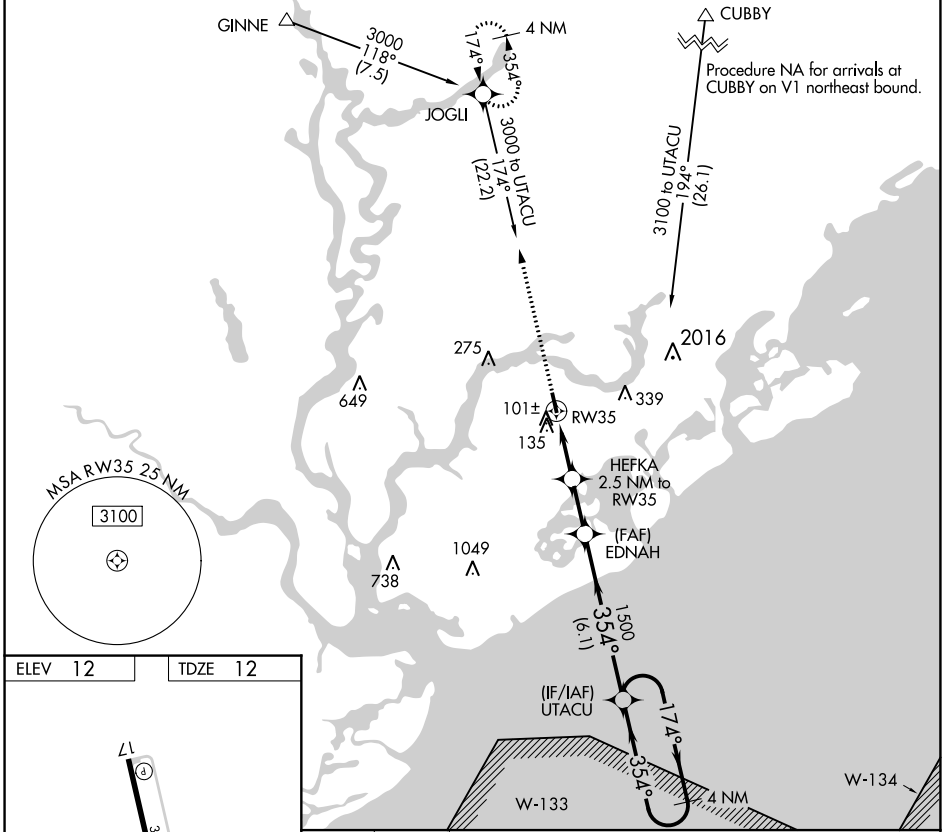 GINNE
3000
118°
(7.5)
174°
354°
4 NM
JOGLI
3000 to UTACU
174°
(22.2)
CUBBY
Procedure NA for arrivals at
CUBBY on V1 northeast bound.
3100 to UTACU
194°
(26.1)
2016
275
649
339
101±
RW35
135
HEFKA
2.5 NM to
RW35
(FAF)
EDNAH
MSA RW35 25 NM
3100
738
1049
1500
354°
(6.1)
(IF/IAF)
UTACU
174°
354°
4 NM
W-133
W-134
ELEV 12
TDZE 12
17
P
3